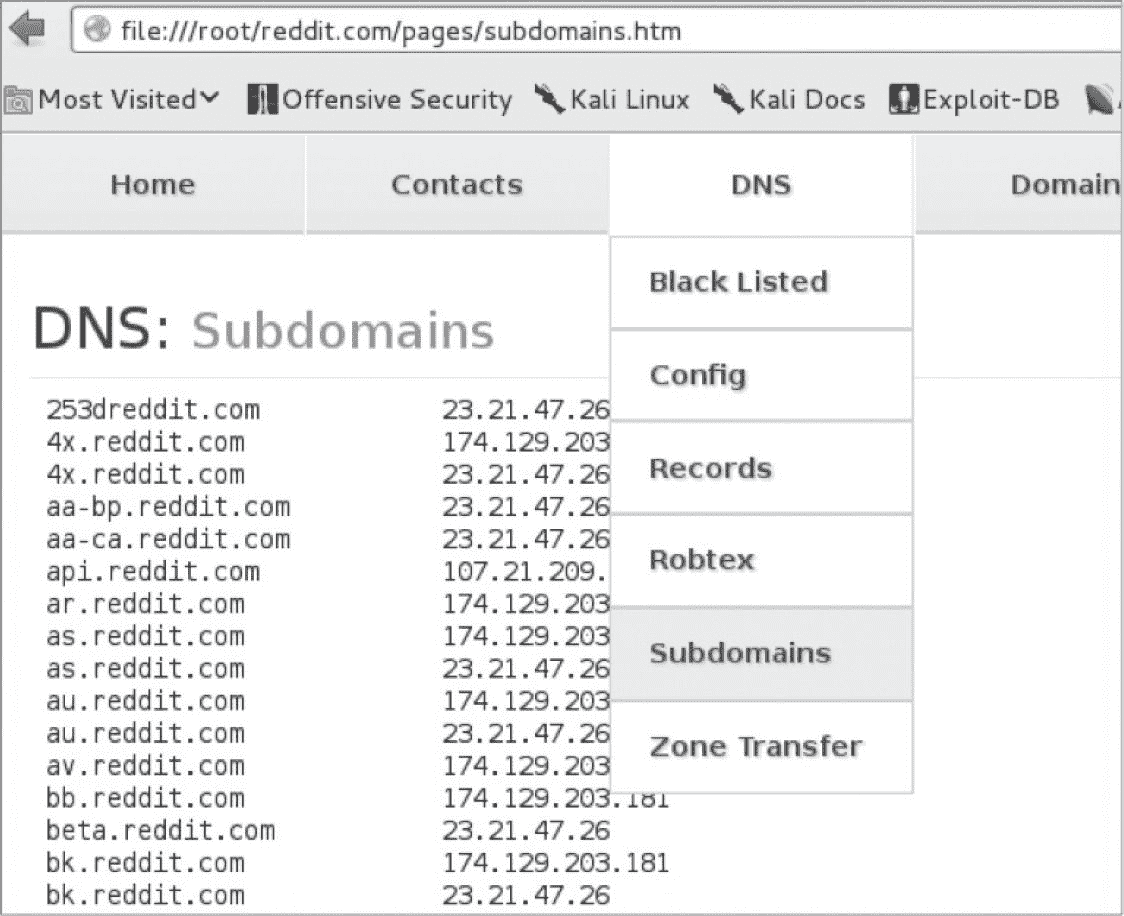 file:///root/reddit.com/pages/subdomains.htm
Most Visited Offensive Security Kali Linux Kali Docs Exploit-DB
Home Contacts DNS Domain
Black Listed
Config
Records
Robtex
Subdomains
Zone Transfer
DNS: Subdomains
253dreddit.com 23.21.47.26
4x.reddit.com 174.129.203
4x.reddit.com 23.21.47.26
aa-bp.reddit.com 23.21.47.26
aa-ca.reddit.com 23.21.47.26
api.reddit.com 107.21.209.
ar.reddit.com 174.129.203
as.reddit.com 174.129.203
as.reddit.com 23.21.47.26
au.reddit.com 174.129.203
au.reddit.com 23.21.47.26
av.reddit.com 174.129.203
bb.reddit.com 174.129.203.181
beta.reddit.com 23.21.47.26
bk.reddit.com 174.129.203.181
bk.reddit.com 23.21.47.26